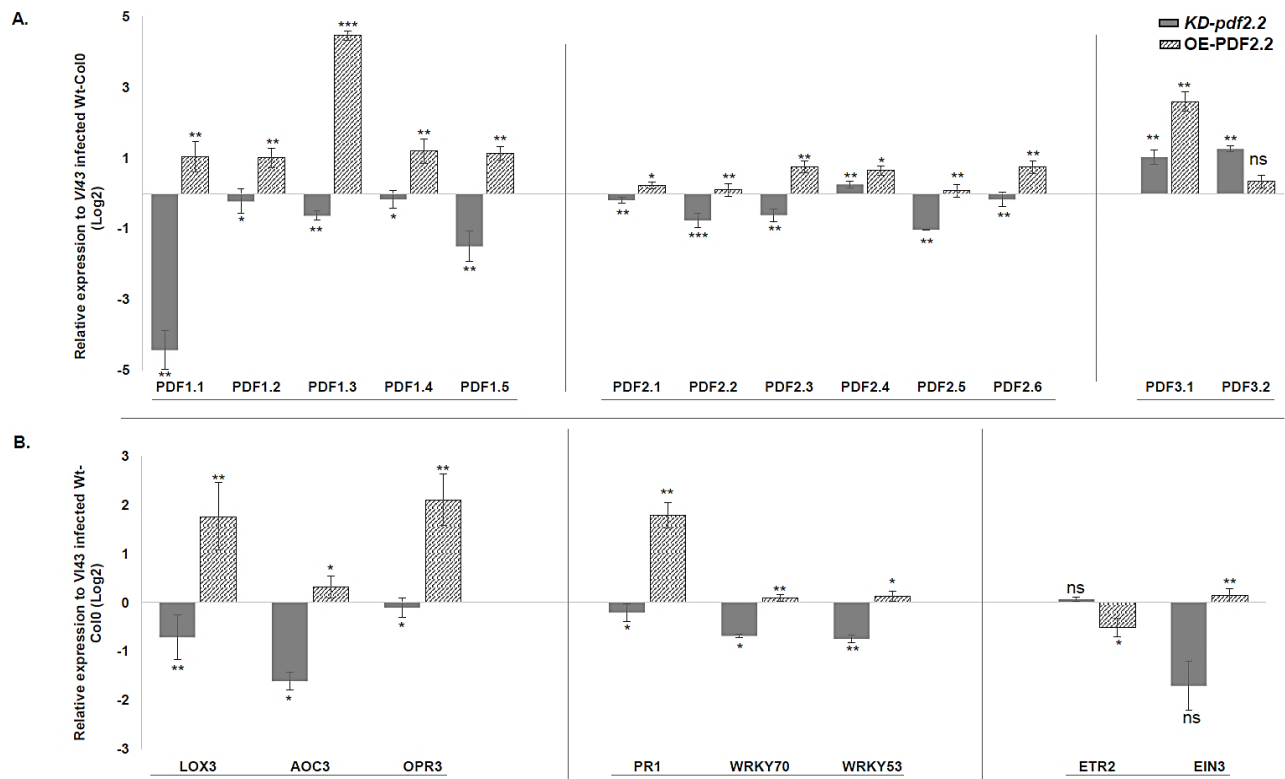 A.
KD-pdf2.2
OE-PDF2.2
Relative expression to Vl43 infected Wt-Col0
(Log2)
5
3
1
-1
-3
-5
** *** ** ** ** ** * ** * ** **
* ** ** ** ** * ** **
** ** ** ns
** * ** * ** ** *** ** ** **
PDF1.1 PDF1.2 PDF1.3 PDF1.4 PDF1.5 PDF2.1 PDF2.2 PDF2.3 PDF2.4 PDF2.5 PDF2.6 PDF3.1 PDF3.2
B.
Relative expression to Vl43 infected Wt-
Col0 (Log2)
3
2
1
0
-1
-2
-3
** * ** ** ** * ns **
** * * * * ** * ns
LOX3 AOC3 OPR3 PR1 WRKY70 WRKY53 ETR2 EIN3